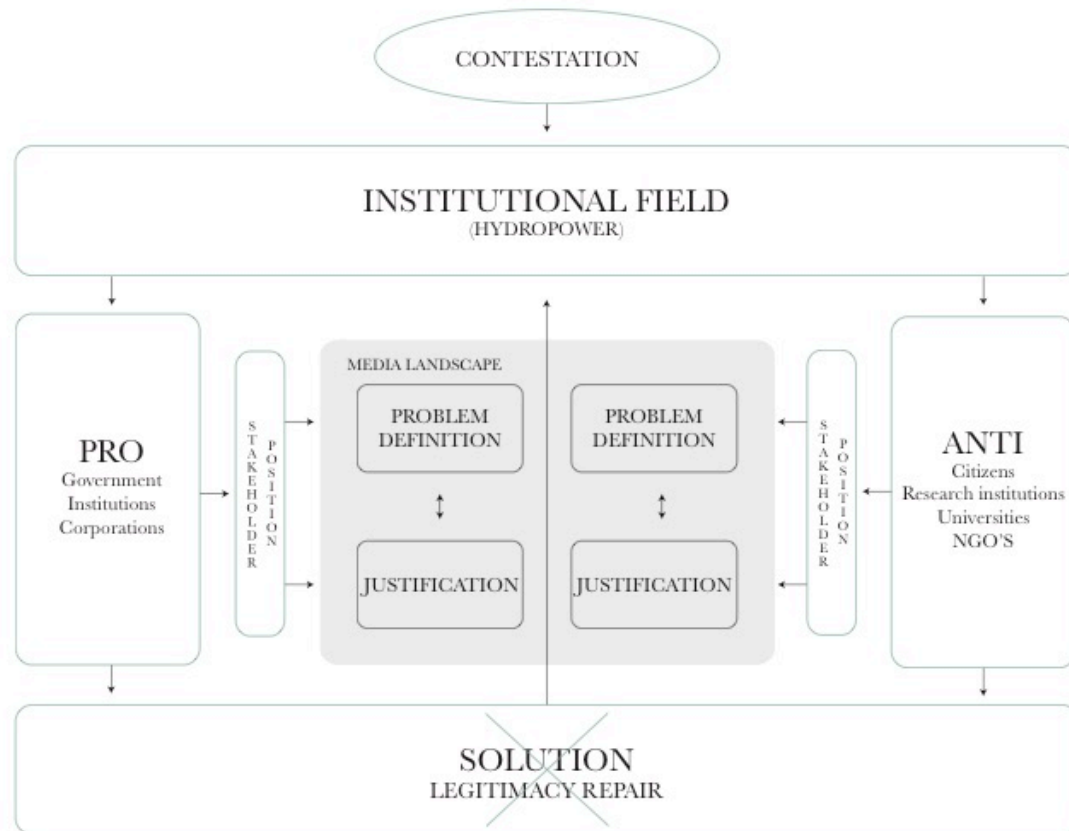 CONTESTATION
INSTITUTIONAL FIELD
(HYDROPOWER)
PRO
Government
Institutions
Corporations
STAKEHOLDER
POSITION
MEDIA LANDSCAPE
PROBLEM
DEFINITION
JUSTIFICATION
PROBLEM
DEFINITION
JUSTIFICATION
STAKEHOLDER
POSITION
ANTI
Citizens
Research institutions
Universities
NGO'S
SOLUTION
LEGITIMACY REPAIR